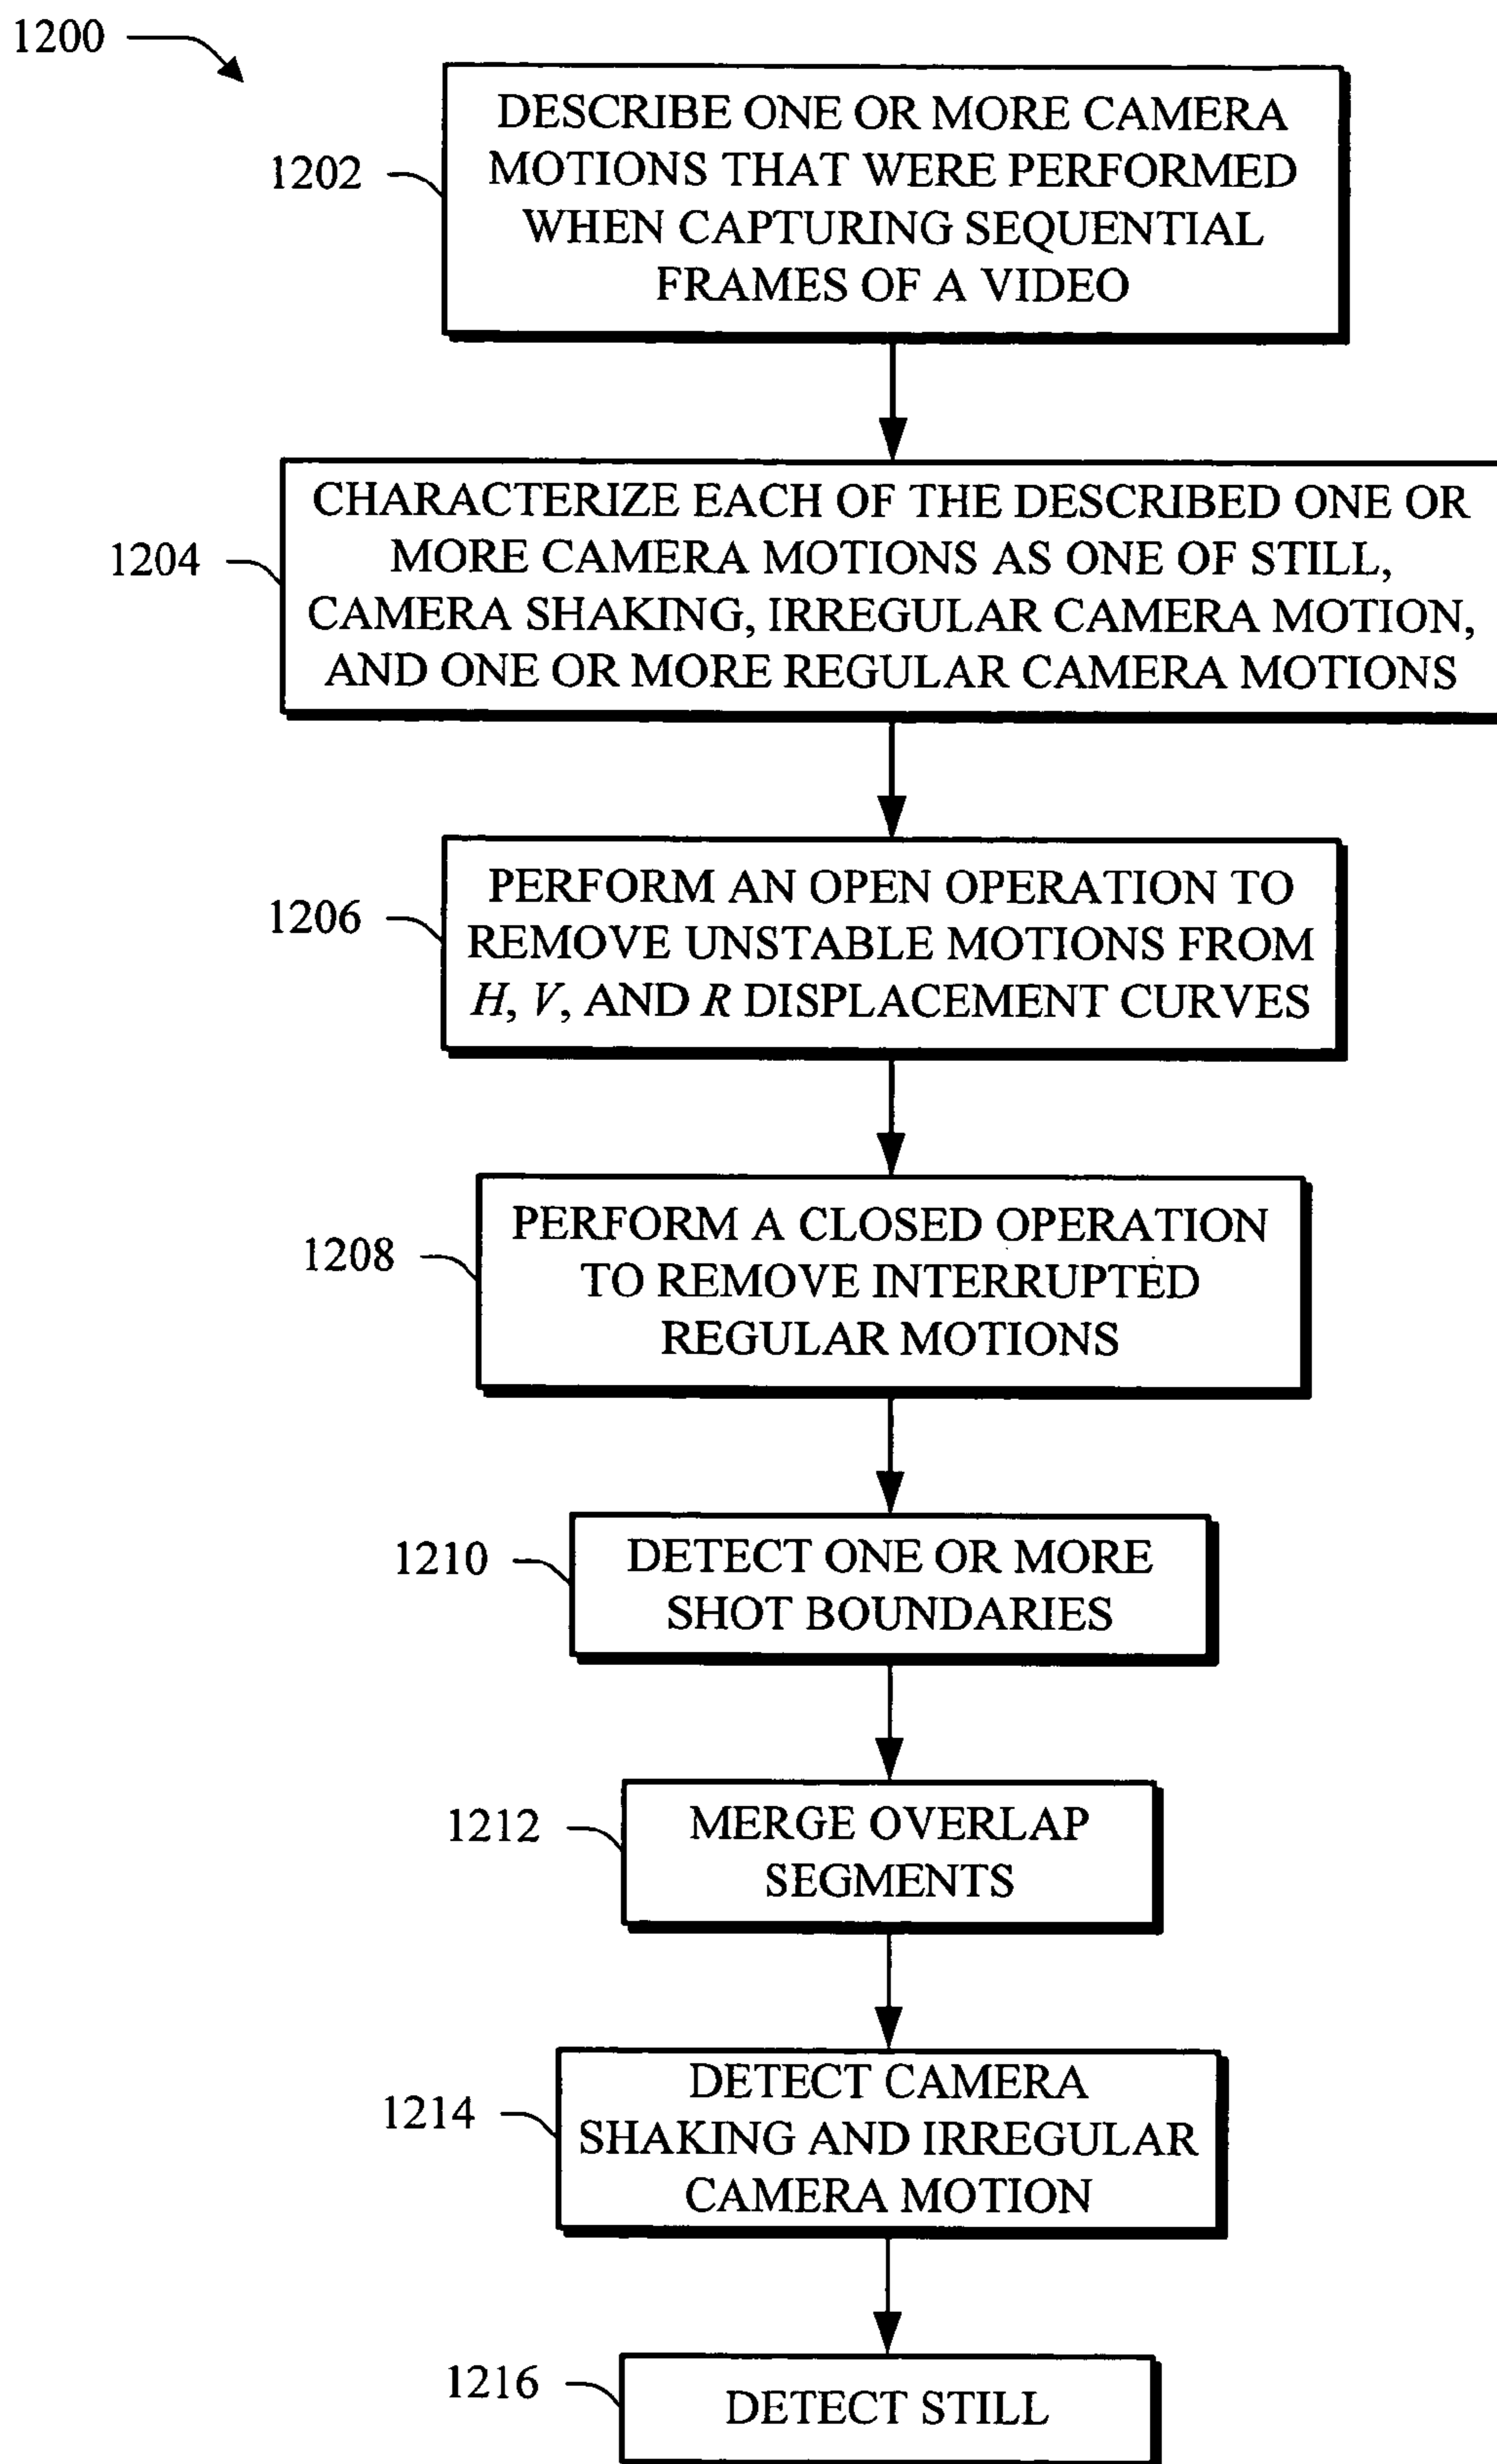 1200
1202
DESCRIBE ONE OR MORE CAMERA
MOTIONS THAT WERE PERFORMED
WHEN CAPTURING SEQUENTIAL
FRAMES OF A VIDEO
1204
CHARACTERIZE EACH OF THE DESCRIBED ONE OR
MORE CAMERA MOTIONS AS ONE OF STILL,
CAMERA SHAKING, IRREGULAR CAMERA MOTION,
AND ONE OR MORE REGULAR CAMERA MOTIONS
1206
PERFORM AN OPEN OPERATION TO
REMOVE UNSTABLE MOTIONS FROM
H, V, AND R DISPLACEMENT CURVES
1208
PERFORM A CLOSED OPERATION
TO REMOVE INTERRUPTED
REGULAR MOTIONS
1210
DETECT ONE OR MORE
SHOT BOUNDARIES
1212
MERGE OVERLAP
SEGMENTS
1214
DETECT CAMERA
SHAKING AND IRREGULAR
CAMERA MOTION
1216
DETECT STILL